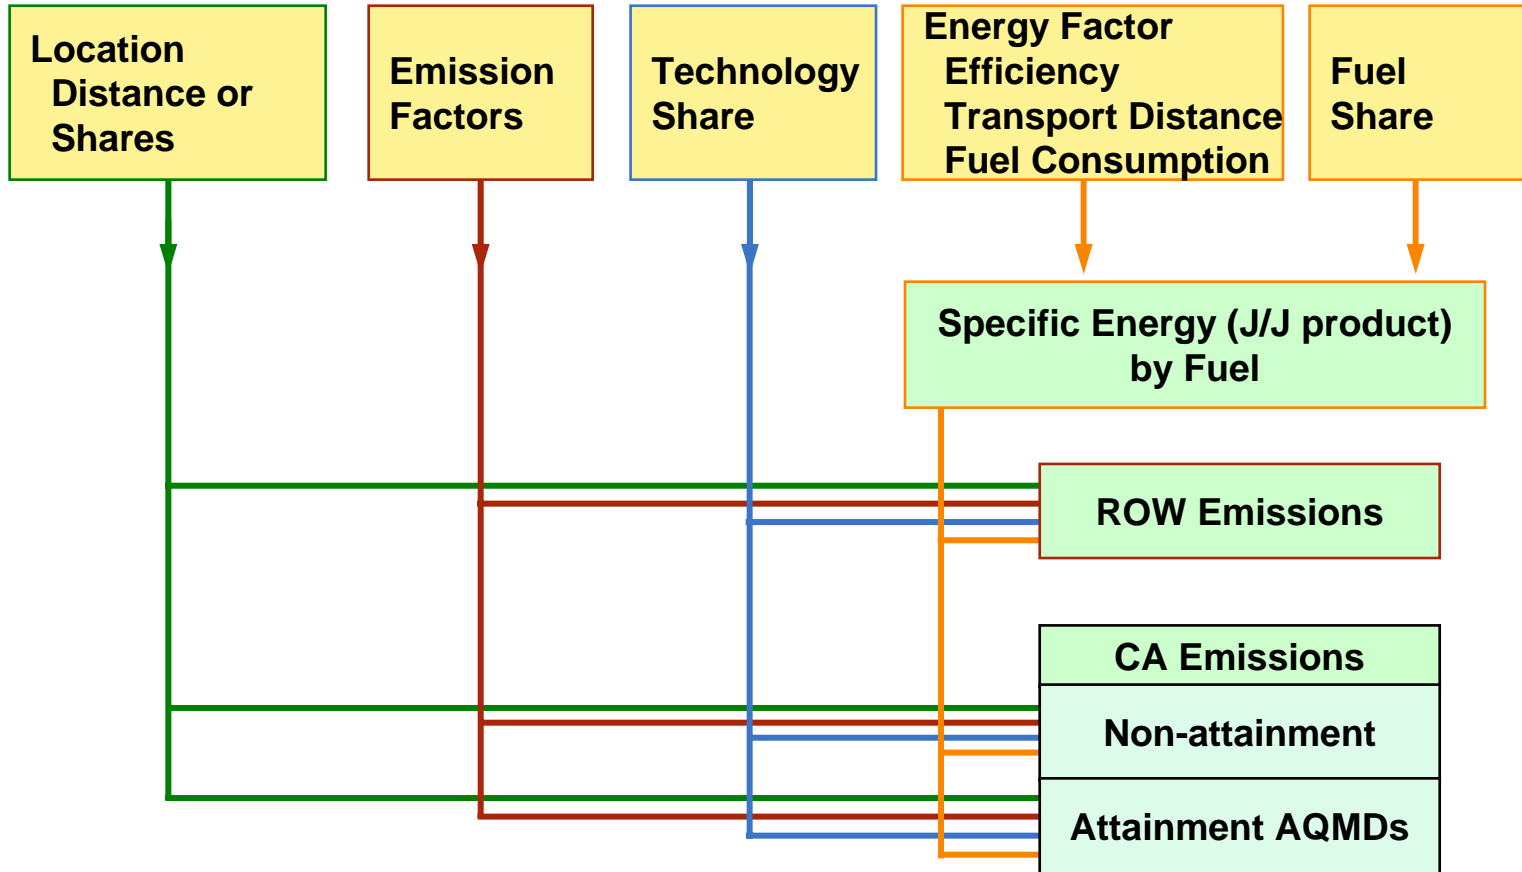 Location
Distance or
Shares
Emission
Factors
Technology
Share
Energy Factor
Efficiency
Transport Distance
Fuel Consumption
Fuel
Share
Specific Energy (J/J product)
by Fuel
ROW Emissions
CA Emissions
Non-attainment
Attainment AQMDs